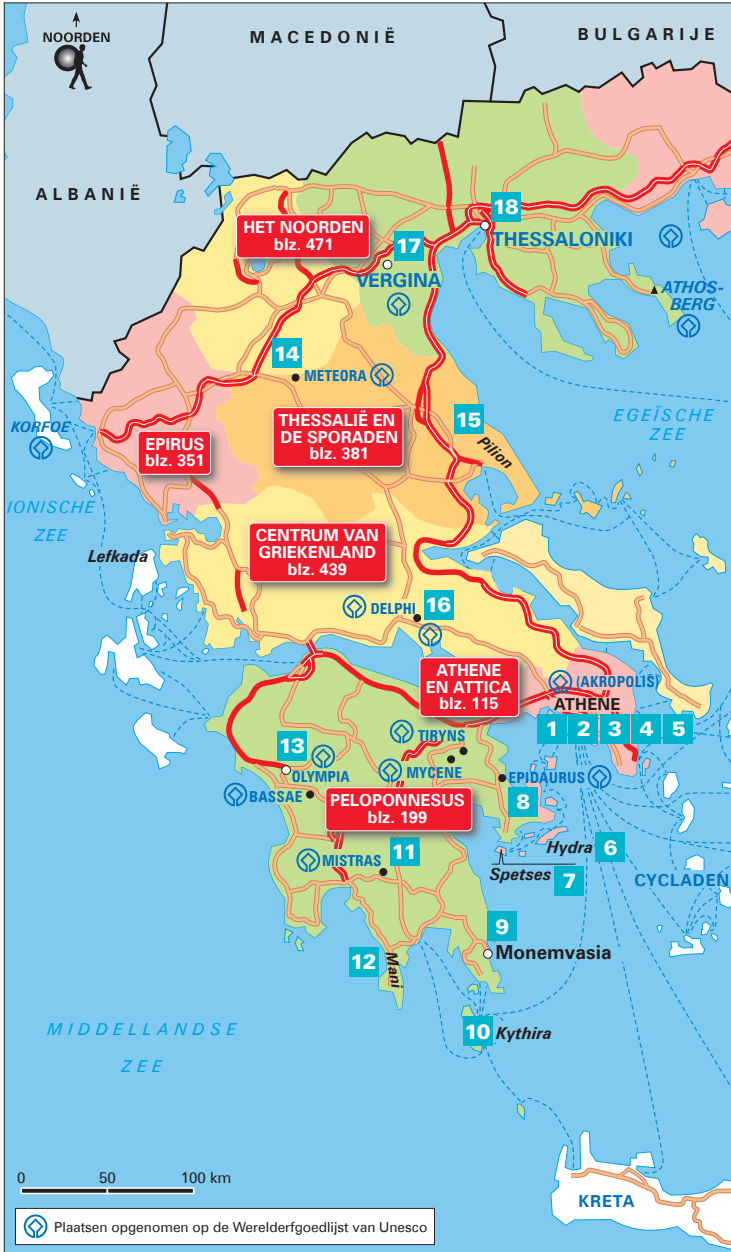 NOORDEN
MACEDONIË
BULGARIJE
ALBANIË
18
THESSALONIKI
HET NOORDEN
blz. 471
17
VERGINA
ATHOS-
BERG
14
METEORA
KORFOE
EPIRUS
blz. 351
THESSALIË EN
DE SPORADEN
blz. 381
15
Pilion
EGEÏSCHE
ZEE
IONISCHE
ZEE
Lefkada
CENTRUM VAN
GRIEKENLAND
blz. 439
DELPHI
16
ATHENE
EN ATTICA
blz. 115
(AKROPOLIS)
ATHENE
1 2 3 4 5
13
OLYMPIA
TIRYNS
MYCENE
EPIDAURUS
BASSAE
PELOPONNESUS
blz. 199
8
Hydra 6
Spetses 7
MISTRAS
11
CYCLADEN
9
Monemvasia
12
Mani
10 Kythira
MIDDELLANDSE
ZEE
0 50 100 km
KRETA
Plaatsen opgenomen op de Werelderfgoedlijst van Unesco